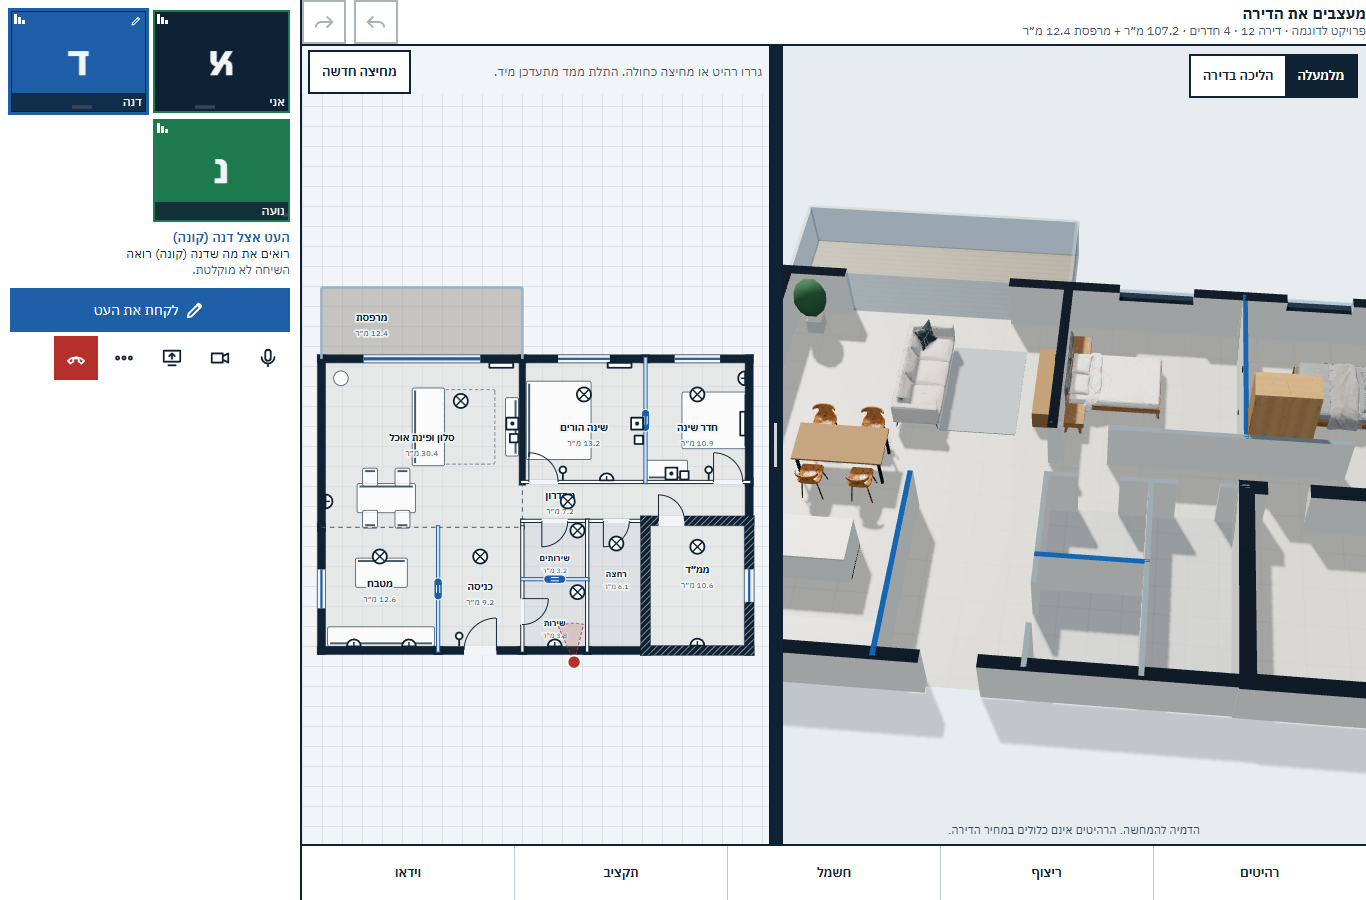 מעצבים את הדירה
פרויקט לדוגמה · דירה 12 · 4 חדרים · 107.2 מ״ר + מרפסת 12.4 מ״ר
מלמעלה
הליכה בדירה
הדמיה להמחשה. הרהיטים אינם כלולים במחיר הדירה.
גררו רהיט או מחיצה כחולה. התלת ממד מתעדכן מיד.
מחיצה חדשה
מרפסת
12.4 מ״ר
סלון ופינת אוכל
30.4 מ״ר
שינה הורים
13.2 מ״ר
חדר שינה
10.9 מ״ר
7.2 מ״ר
מטבח
12.6 מ״ר
כניסה
9.2 מ״ר
שירותים
3.2 מ״ר
רחצה
6.1 מ״ר
ממ״ד
10.6 מ״ר
שירות
א
אני
ד
דנה
נ
נועה
העט אצל דנה (קונה)
רואים את מה שדנה (קונה) רואה
השיחה לא מוקלטת.
לקחת את העט
רהיטים
ריצוף
חשמל
תקציב
וידאו